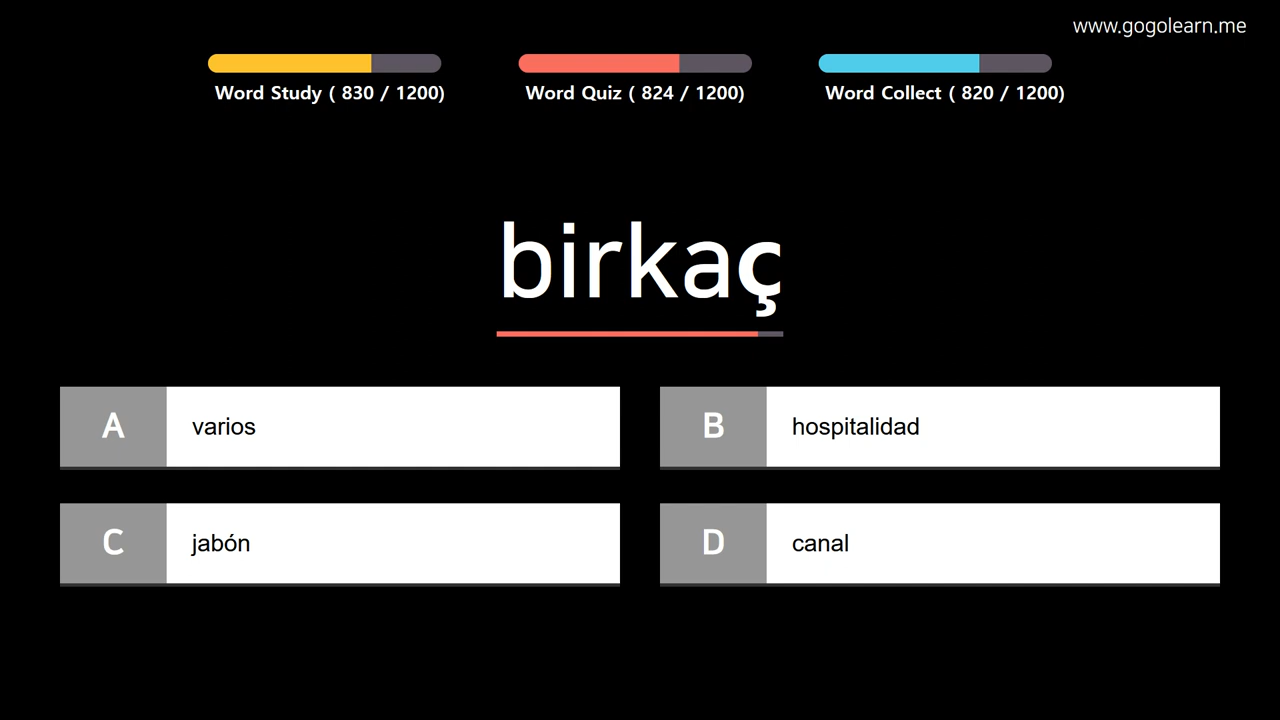 www.gogolearn.me
Word Study ( 830 / 1200)
Word Quiz ( 824 / 1200)
Word Collect ( 820 / 1200)
birkaç
A varios
B hospitalidad
C jabón
D canal